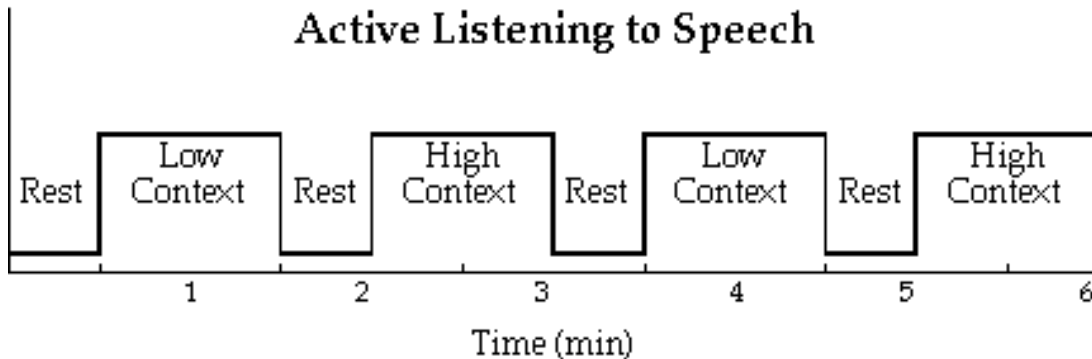 Active Listening to Speech
Low
Context
High
Context
Low
Context
High
Context
Rest
Rest
Rest
Rest
1
2
3
4
5
6
Time (min)